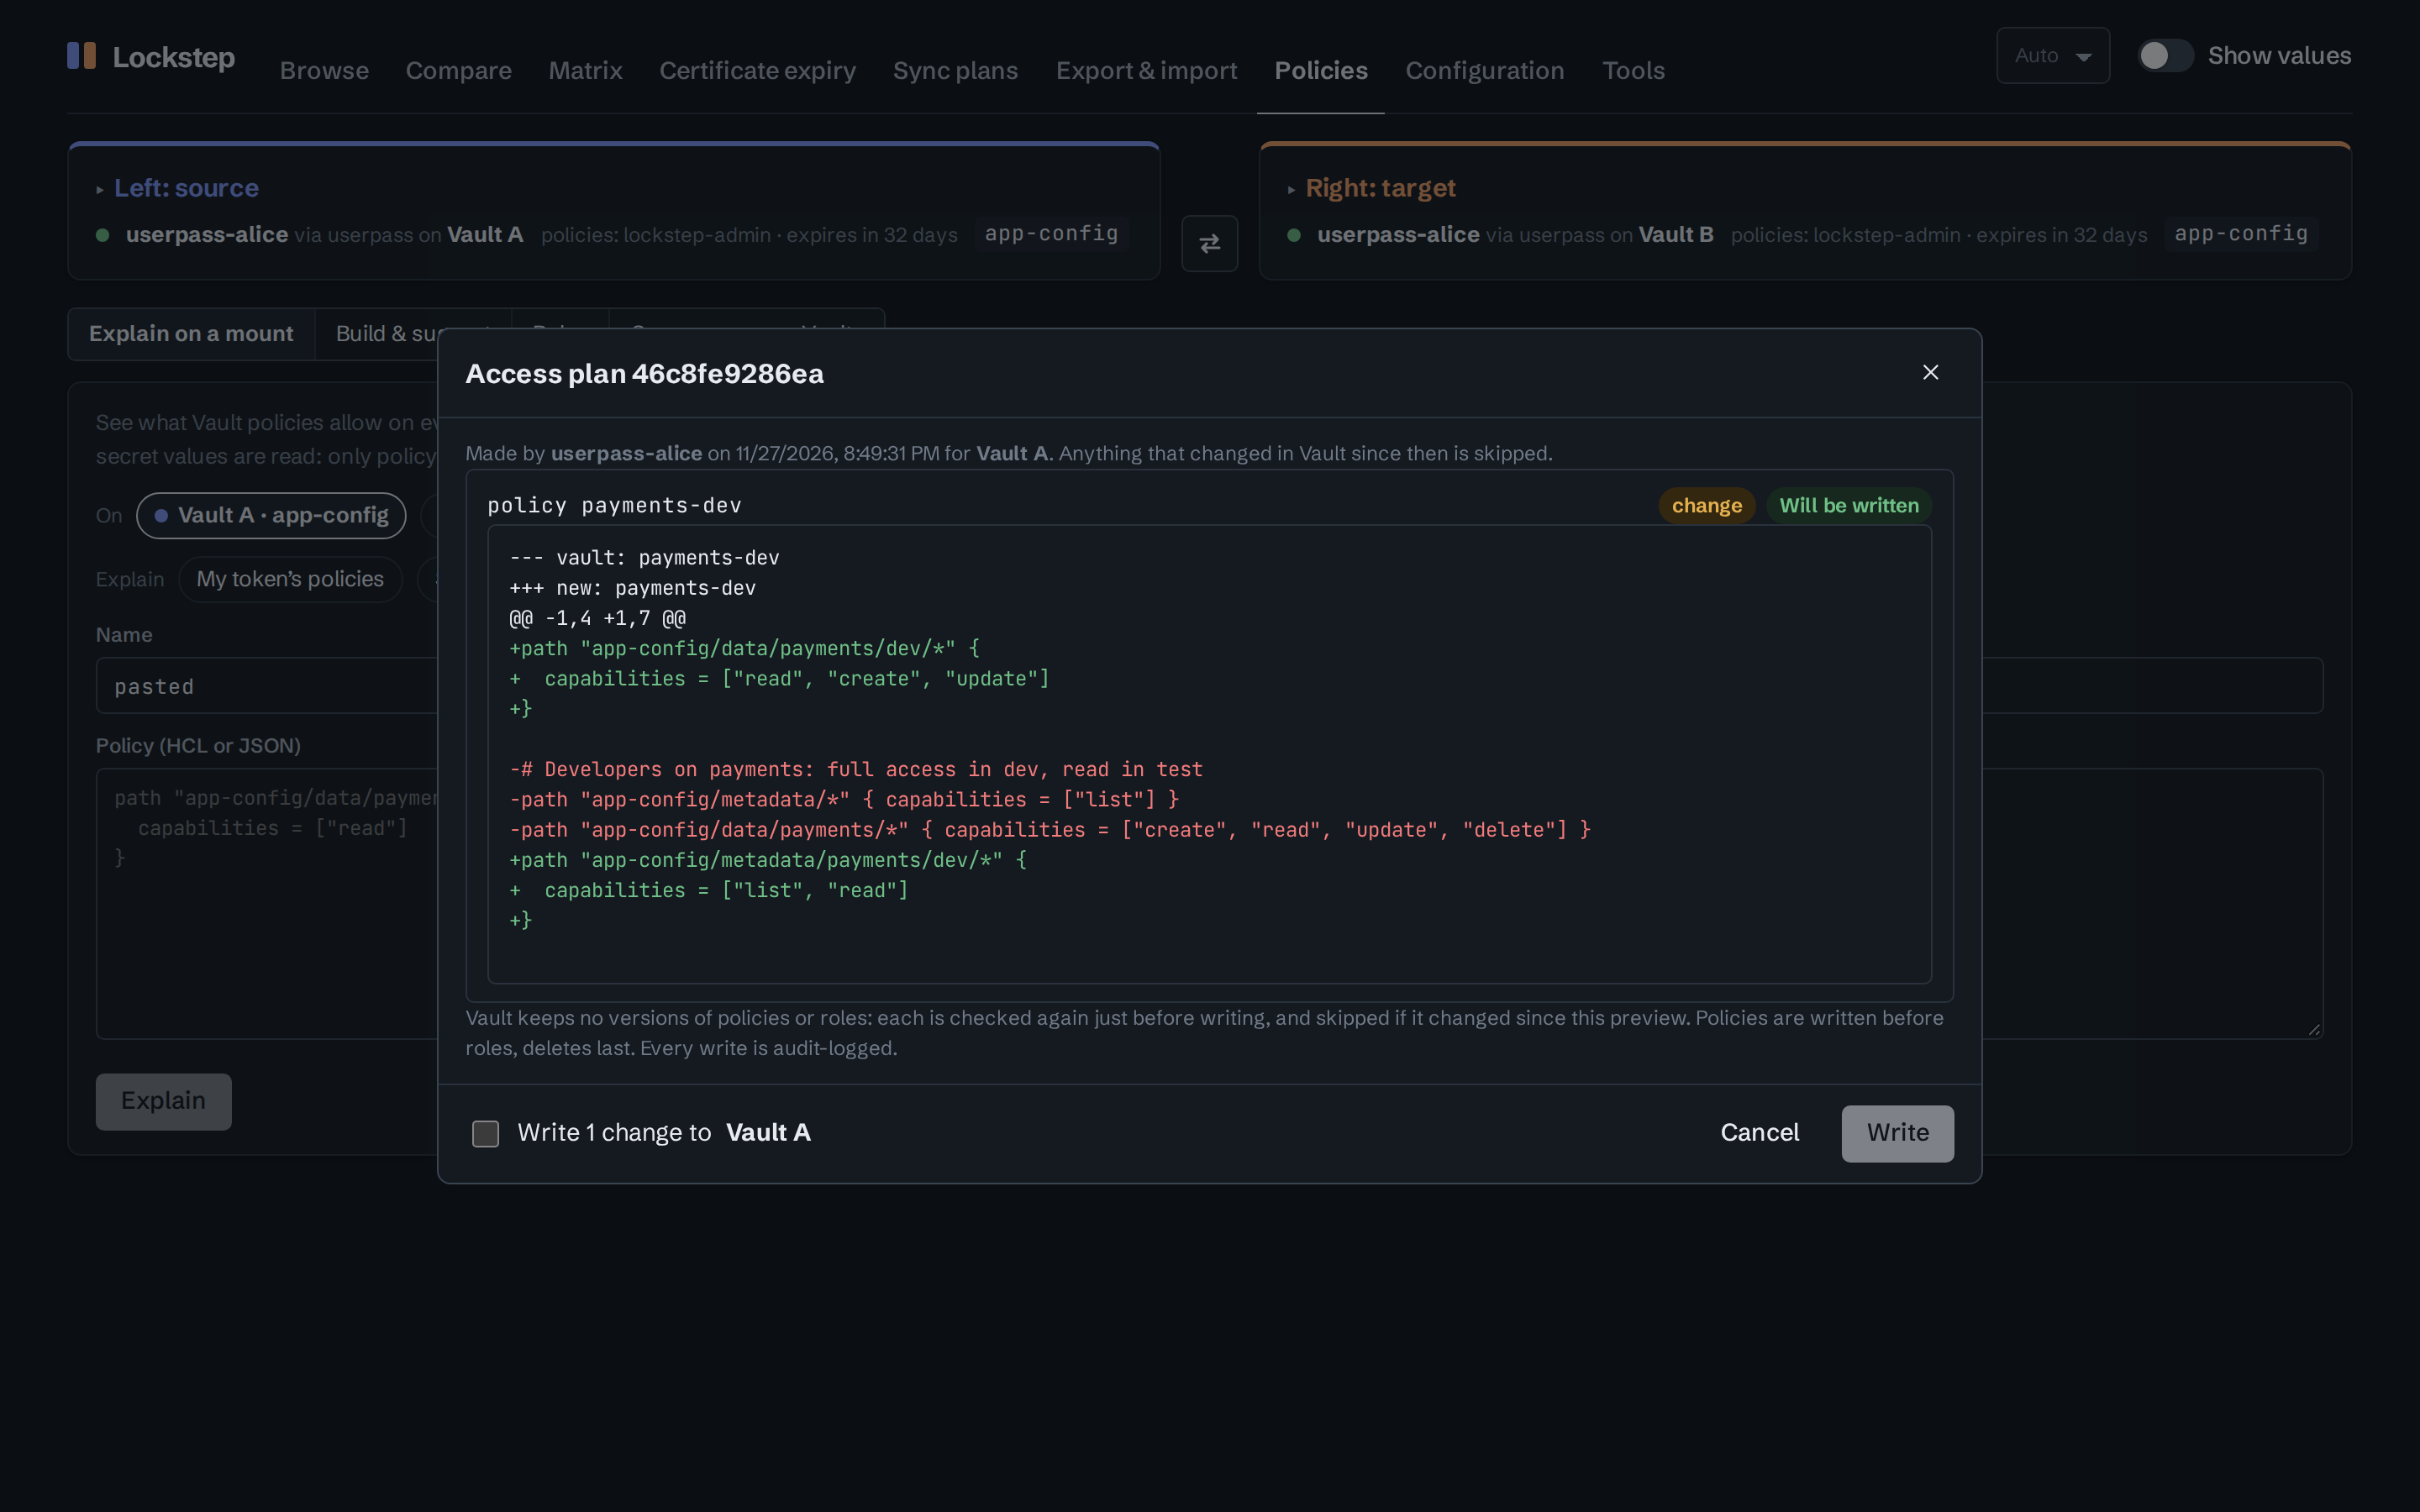 Lockstep
Browse
Compare
Matrix
Certificate expiry
Sync plans
Export & import
Policies
Configuration
Tools
Auto
Show values
Left: source
userpass-alice via userpass on Vault A policies: lockstep-admin · expires in 32 days app-config
Right: target
userpass-alice via userpass on Vault B policies: lockstep-admin · expires in 32 days app-config
Explain on a mount
Build &
See what Vault policies allow on
secret values are read: only policy
On
Vault A · app-config
Explain
My token’s policies
Name
pasted
Policy (HCL or JSON)
path "app-config/data/
capabilities = ["read"]
}
Explain
Access plan 46c8fe9286ea
Made by userpass-alice on 11/27/2026, 8:49:31 PM for Vault A. Anything that changed in Vault since then is skipped.
policy payments-dev
change
Will be written
--- vault: payments-dev
+++ new: payments-dev
@@ -1,4 +1,7 @@
+path "app-config/data/payments/dev/*" {
+  capabilities = ["read", "create", "update"]
+}
-# Developers on payments: full access in dev, read in test
-path "app-config/metadata/*" { capabilities = ["list"] }
-path "app-config/data/payments/*" { capabilities = ["create", "read", "update", "delete"] }
+path "app-config/metadata/payments/dev/*" {
+  capabilities = ["list", "read"]
+}
Vault keeps no versions of policies or roles: each is checked again just before writing, and skipped if it changed since this preview. Policies are written before
roles, deletes last. Every write is audit-logged.
Write 1 change to Vault A
Cancel
Write